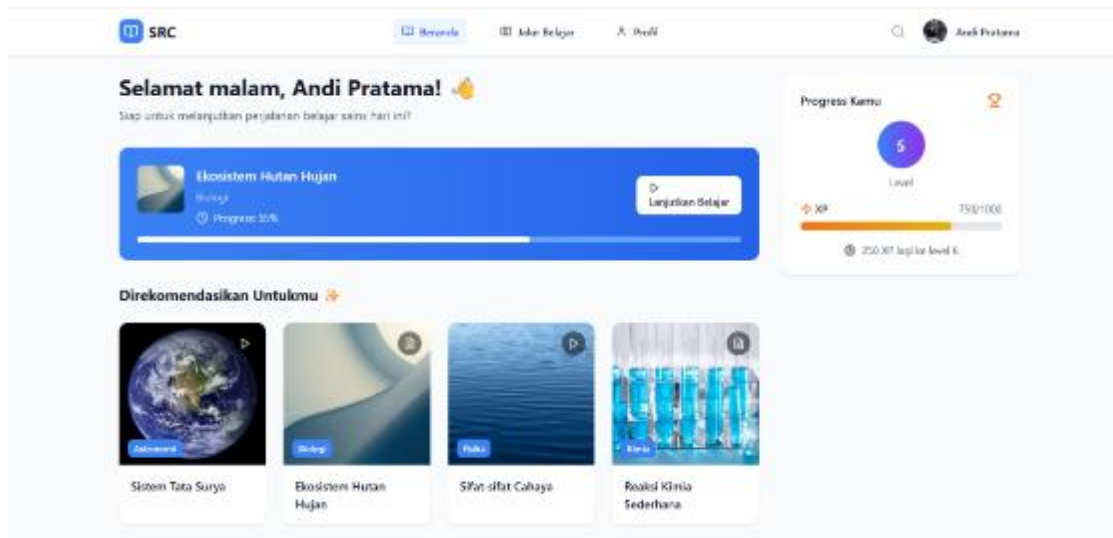 SRC
Beranda
Jalur Belajar
Profil
Andi Pratama
Selamat malam, Andi Pratama!
Siap untuk melanjutkan perjalanan belajar sains hari ini?
Ekosistem Hutan Hujan
Biologi
Progress:
Lanjutkan Belajar
Progress Kamu
5
Level
XP
750/1000
250 XP lagi ke level 6
Direkomendasikan Untukmu
Astronomi
Biologi
Fisika
Kimia
Sistem Tata Surya
Ekosistem Hutan
Hujan
Sifat-sifat Cahaya
Reaksi Kimia
Sederhana